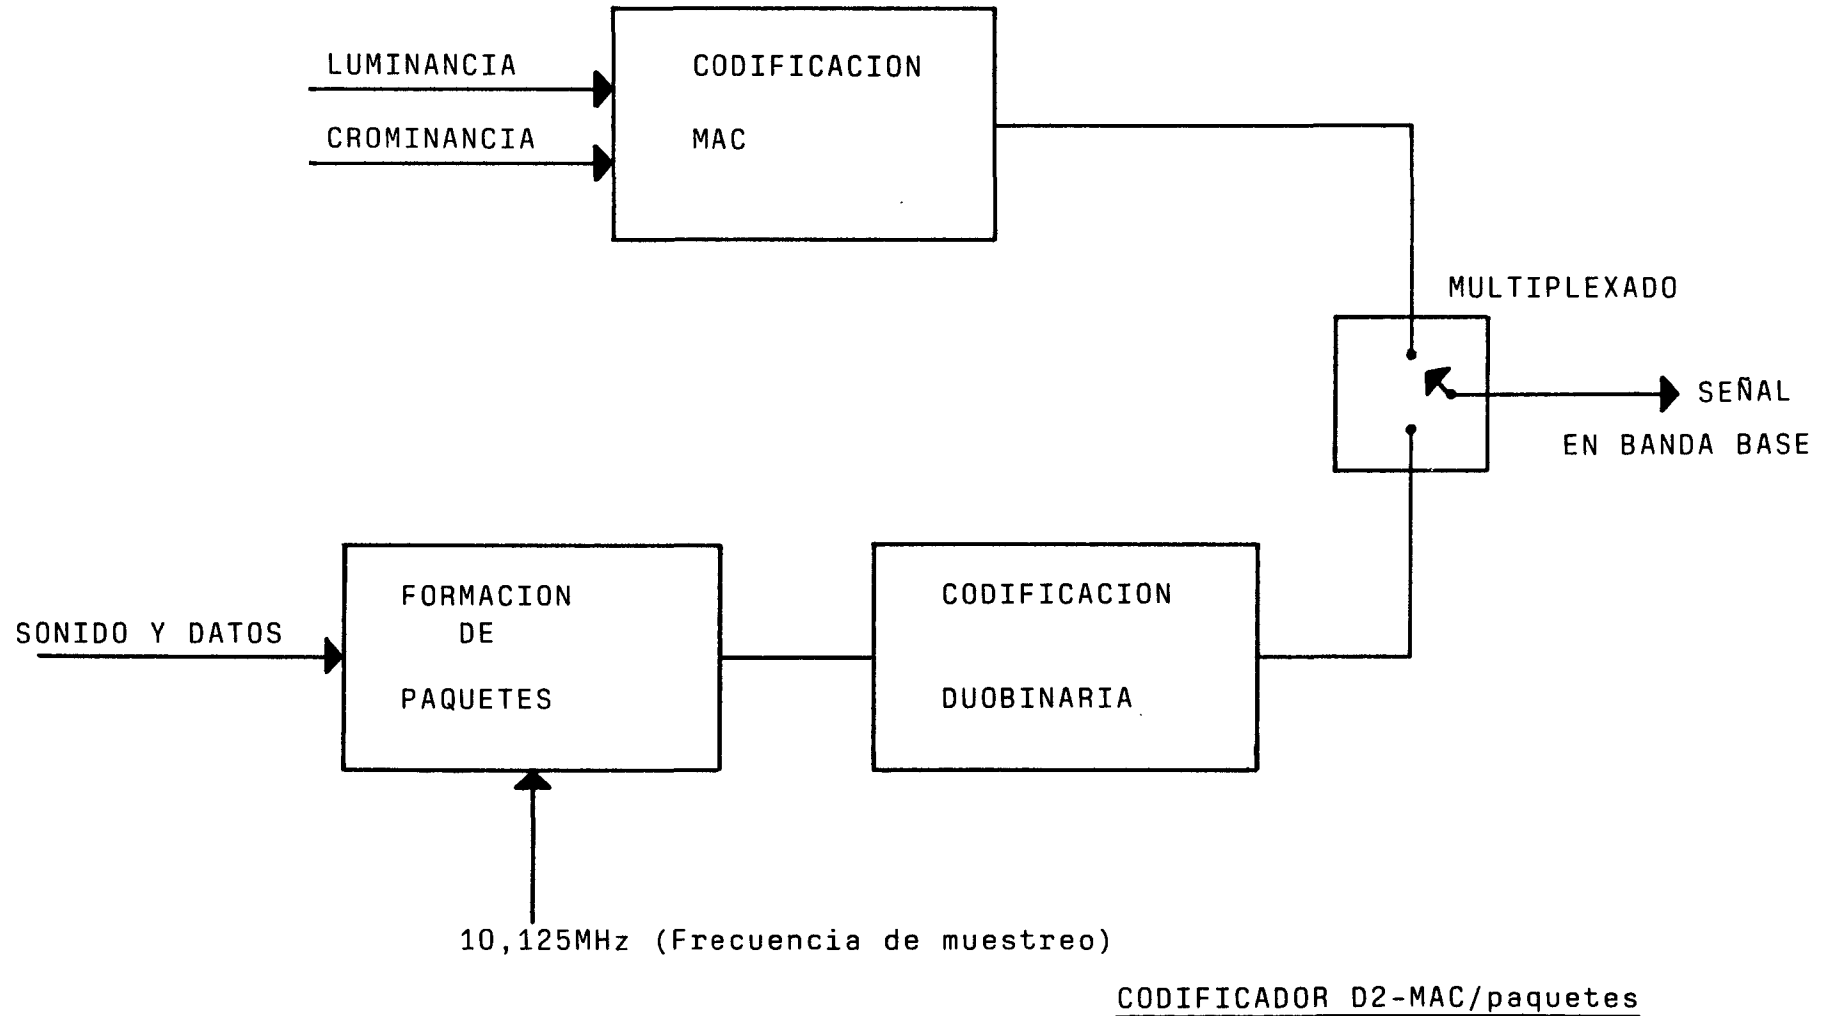 LUMINANCIA
CROMINANCIA
CODIFICACION
MAC
MULTIPLEXADO
SEÑAL
EN BANDA BASE
SONIDO Y DATOS
FORMACION
DE
PAQUETES
CODIFICACION
DUOBINARIA
10,125MHz (Frecuencia de muestreo)
CODIFICADOR D2-MAC/paquetes